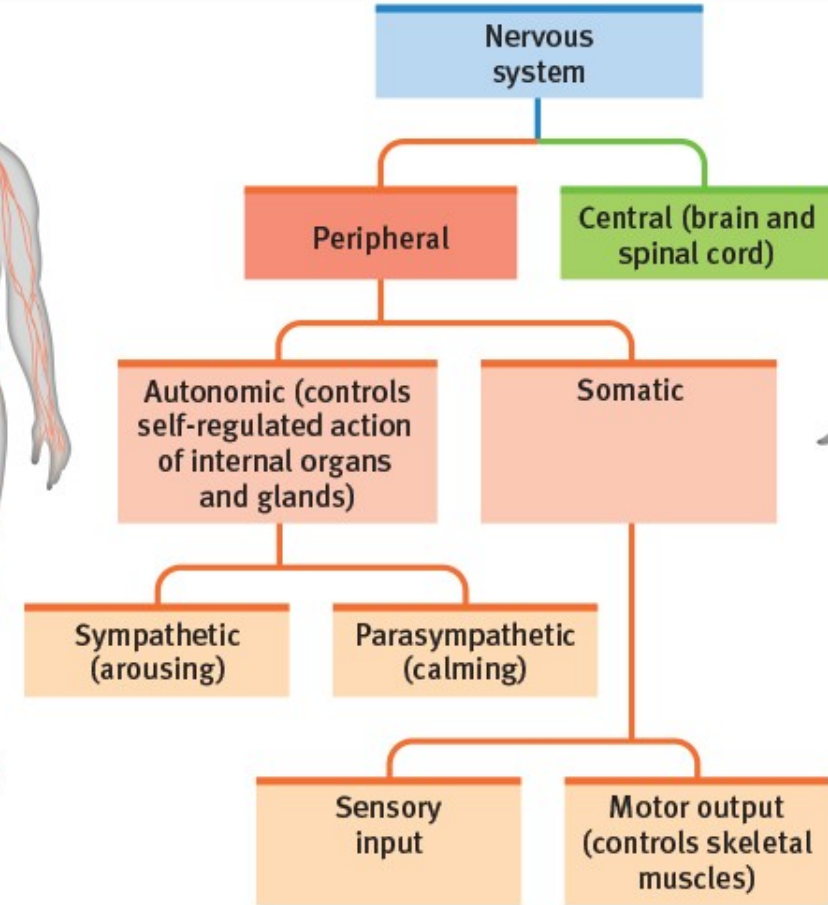 Nervous
system
Peripheral
Central (brain and
spinal cord)
Autonomic (controls
self-regulated action
of internal organs
and glands)
Somatic
Sympathetic
(arousing)
Parasympathetic
(calming)
Sensory
input
Motor output
(controls skeletal
muscles)